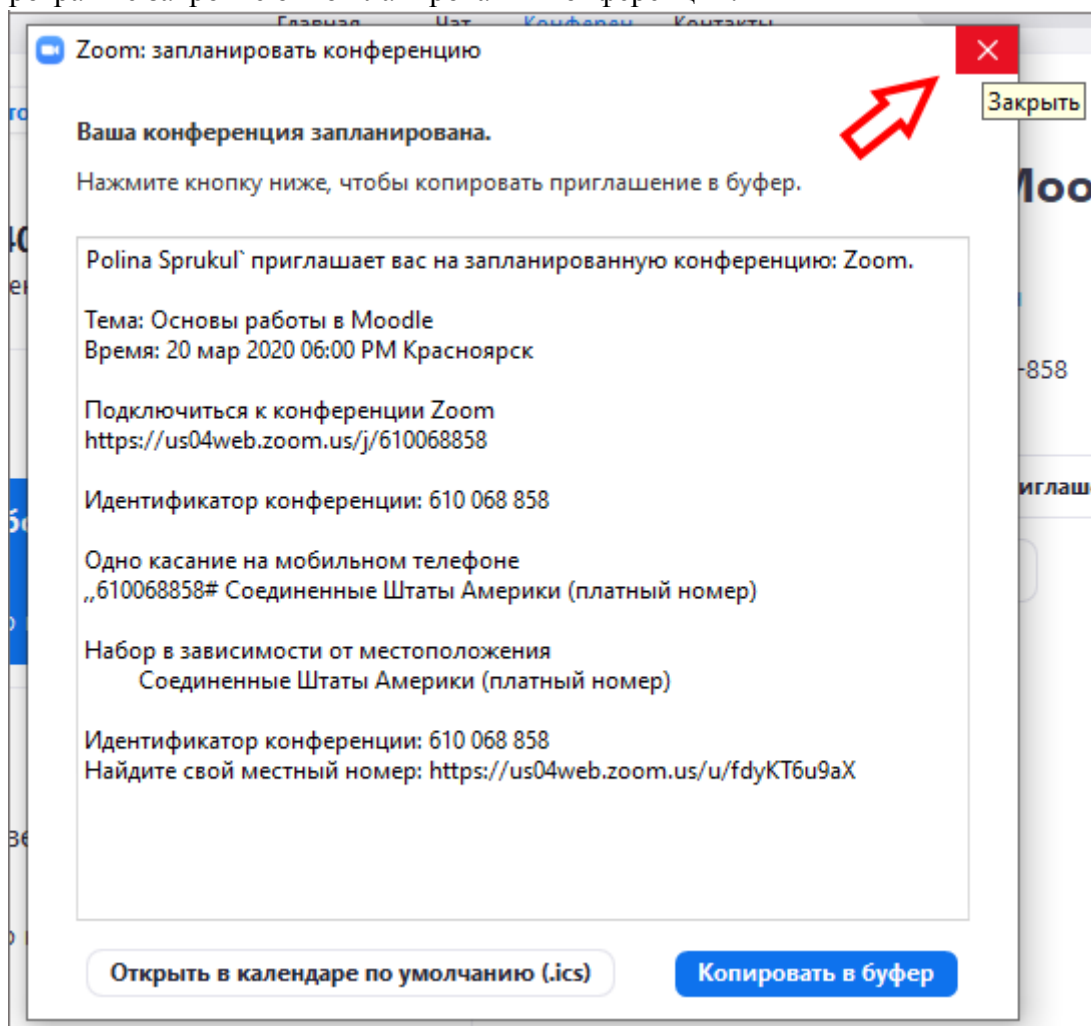 Главная Чат Конферен Контакты
Zoom: запланировать конференцию
Закрыть
Ваша конференция запланирована.
Нажмите кнопку ниже, чтобы копировать приглашение в буфер.
Polina Sprukul` приглашает вас на запланированную конференцию: Zoom.
Тема: Основы работы в Moodle
Время: 20 мар 2020 06:00 PM Красноярск
-858
Подключиться к конференции Zoom
https://us04web.zoom.us/j/610068858
Идентификатор конференции: 610 068 858
Одно касание на мобильном телефоне
,,610068858# Соединенные Штаты Америки (платный номер)
Набор в зависимости от местоположения
Соединенные Штаты Америки (платный номер)
Идентификатор конференции: 610 068 858
Найдите свой местный номер: https://us04web.zoom.us/u/fdyKT6u9aX
Открыть в календаре по умолчанию (.ics) Копировать в буфер